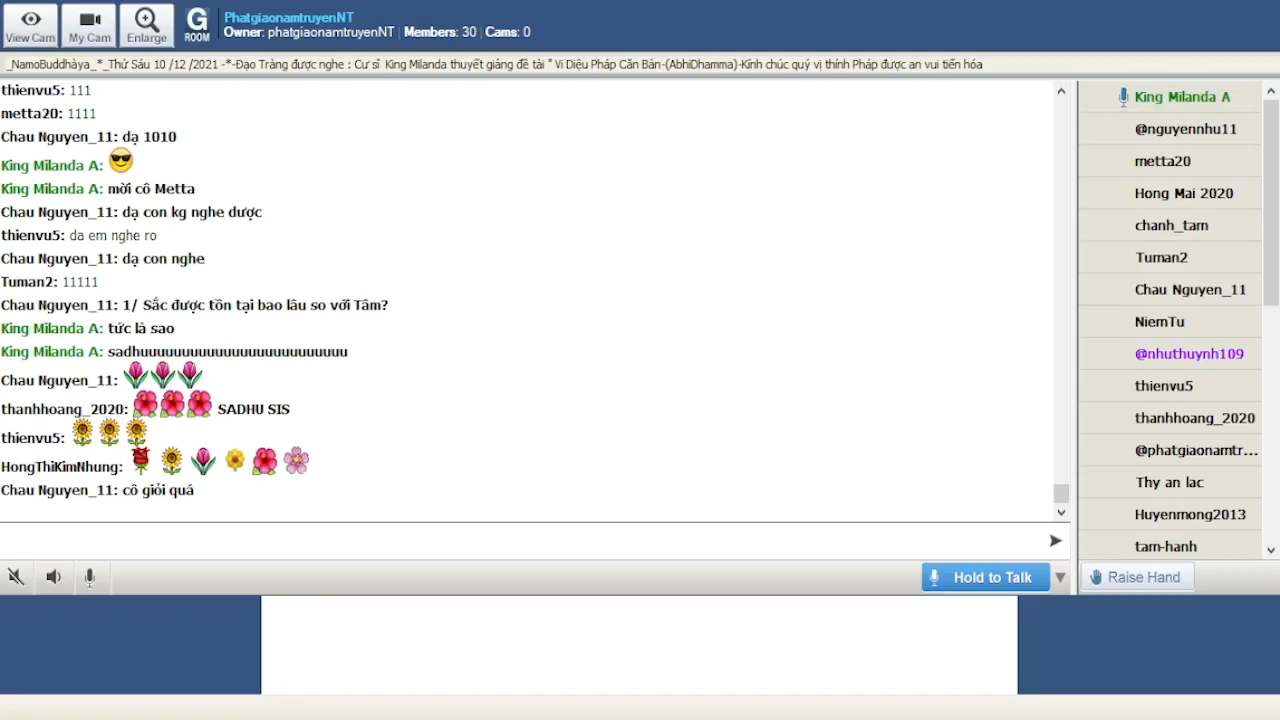 View Cam
My Cam
Enlarge
G
ROOM
PhatgiaonamtruyenNT
Owner: phatgiaonamtruyenNT | Members: 30 | Cams: 0
_NamoBuddhàya_*_Thứ Sáu 10 /12 /2021 -*-Đạo Tràng được nghe : Cư sĩ King Milanda thuyết giảng đề tài " Vi Diệu Pháp Căn Bản-(AbhiDhamma)-Kính chúc quý vị thính Pháp được an vui tiến hóa
thienvu5: 111
metta20: 1111
Chau Nguyen_11: dạ 1010
King Milanda A:
King Milanda A: mời cô Metta
Chau Nguyen_11: dạ con kg nghe dược
thienvu5: da em nghe ro
Chau Nguyen_11: dạ con nghe
Tuman2: 11111
Chau Nguyen_11: 1/ Sắc được tồn tại bao lâu so với Tâm?
King Milanda A: tức là sao
King Milanda A: sadhuuuuuuuuuuuuuuuuuuuuuuuuu
Chau Nguyen_11:
thanhhoang_2020: SADHU SIS
thienvu5:
HongThiKimNhung:
Chau Nguyen_11: cô giỏi quá
King Milanda A
@nguyennhu11
metta20
Hong Mai 2020
chanh_tam
Tuman2
Chau Nguyen_11
NiemTu
@nhuthuynh109
thienvu5
thanhhoang_2020
@phatgiaonamtr...
Thy an lac
Huyenmong2013
tam-hanh
Hold to Talk
Raise Hand